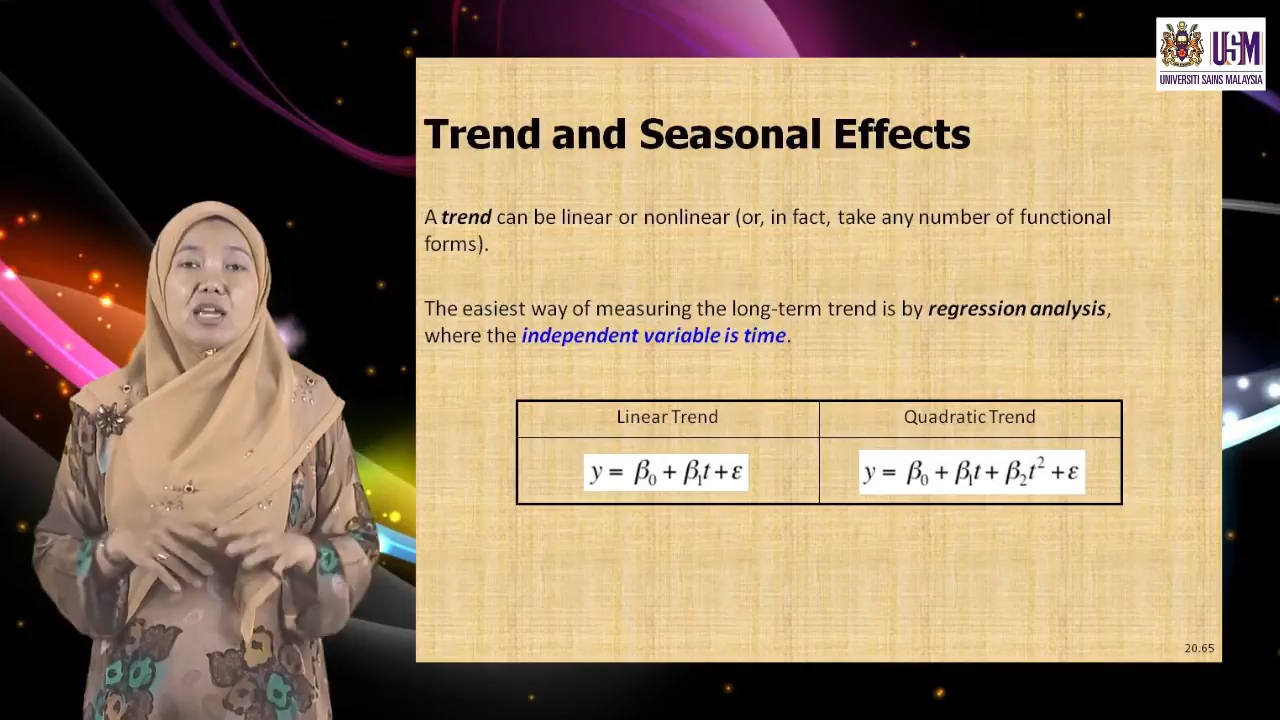 USM
UNIVERSITI SAINS MALAYSIA
Trend and Seasonal Effects
A trend can be linear or nonlinear (or, in fact, take any number of functional
forms).
The easiest way of measuring the long-term trend is by regression analysis,
where the independent variable is time.
Linear Trend
Quadratic Trend
y = β₀ + β₁t + ε
y = β₀ + β₁t + β₂t² + ε
20.65